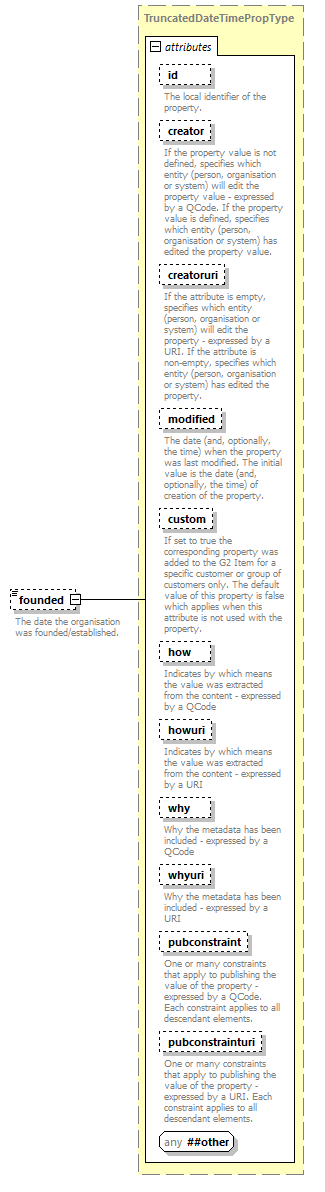 TruncatedDateTimePropType
attributes
id
The local identifier of the
property.
creator
If the property value is not
defined, specifies which
entity (person, organisation
or system) will edit the
property value - expressed
by a QCode. If the property
value is defined, specifies
which entity (person,
organisation or system) has
edited the property value.
creatoruri
If the attribute is empty,
specifies which entity
(person, organisation or
system) will edit the
property - expressed by a
URI. If the attribute is
non-empty, specifies which
entity (person, organisation
or system) has edited the
property.
modified
The date (and, optionally,
the time) when the property
was last modified. The initial
value is the date (and,
optionally, the time) of
creation of the property.
custom
If set to true the
corresponding property was
added to the G2 Item for a
specific customer or group of
customers only. The default
value of this property is false
which applies when this
attribute is not used with the
property.
founded
The date the organisation
was founded/established.
how
Indicates by which means
the value was extracted
from the content - expressed
by a QCode
howuri
Indicates by which means
the value was extracted
from the content - expressed
by a URI
why
Why the metadata has been
included - expressed by a
QCode
whyuri
Why the metadata has been
included - expressed by a
URI
pubconstraint
One or many constraints
that apply to publishing the
value of the property -
expressed by a QCode.
Each constraint applies to all
descendant elements.
pubconstrainturi
One or many constraints
that apply to publishing the
value of the property -
expressed by a URI. Each
constraint applies to all
descendant elements.
any ##other